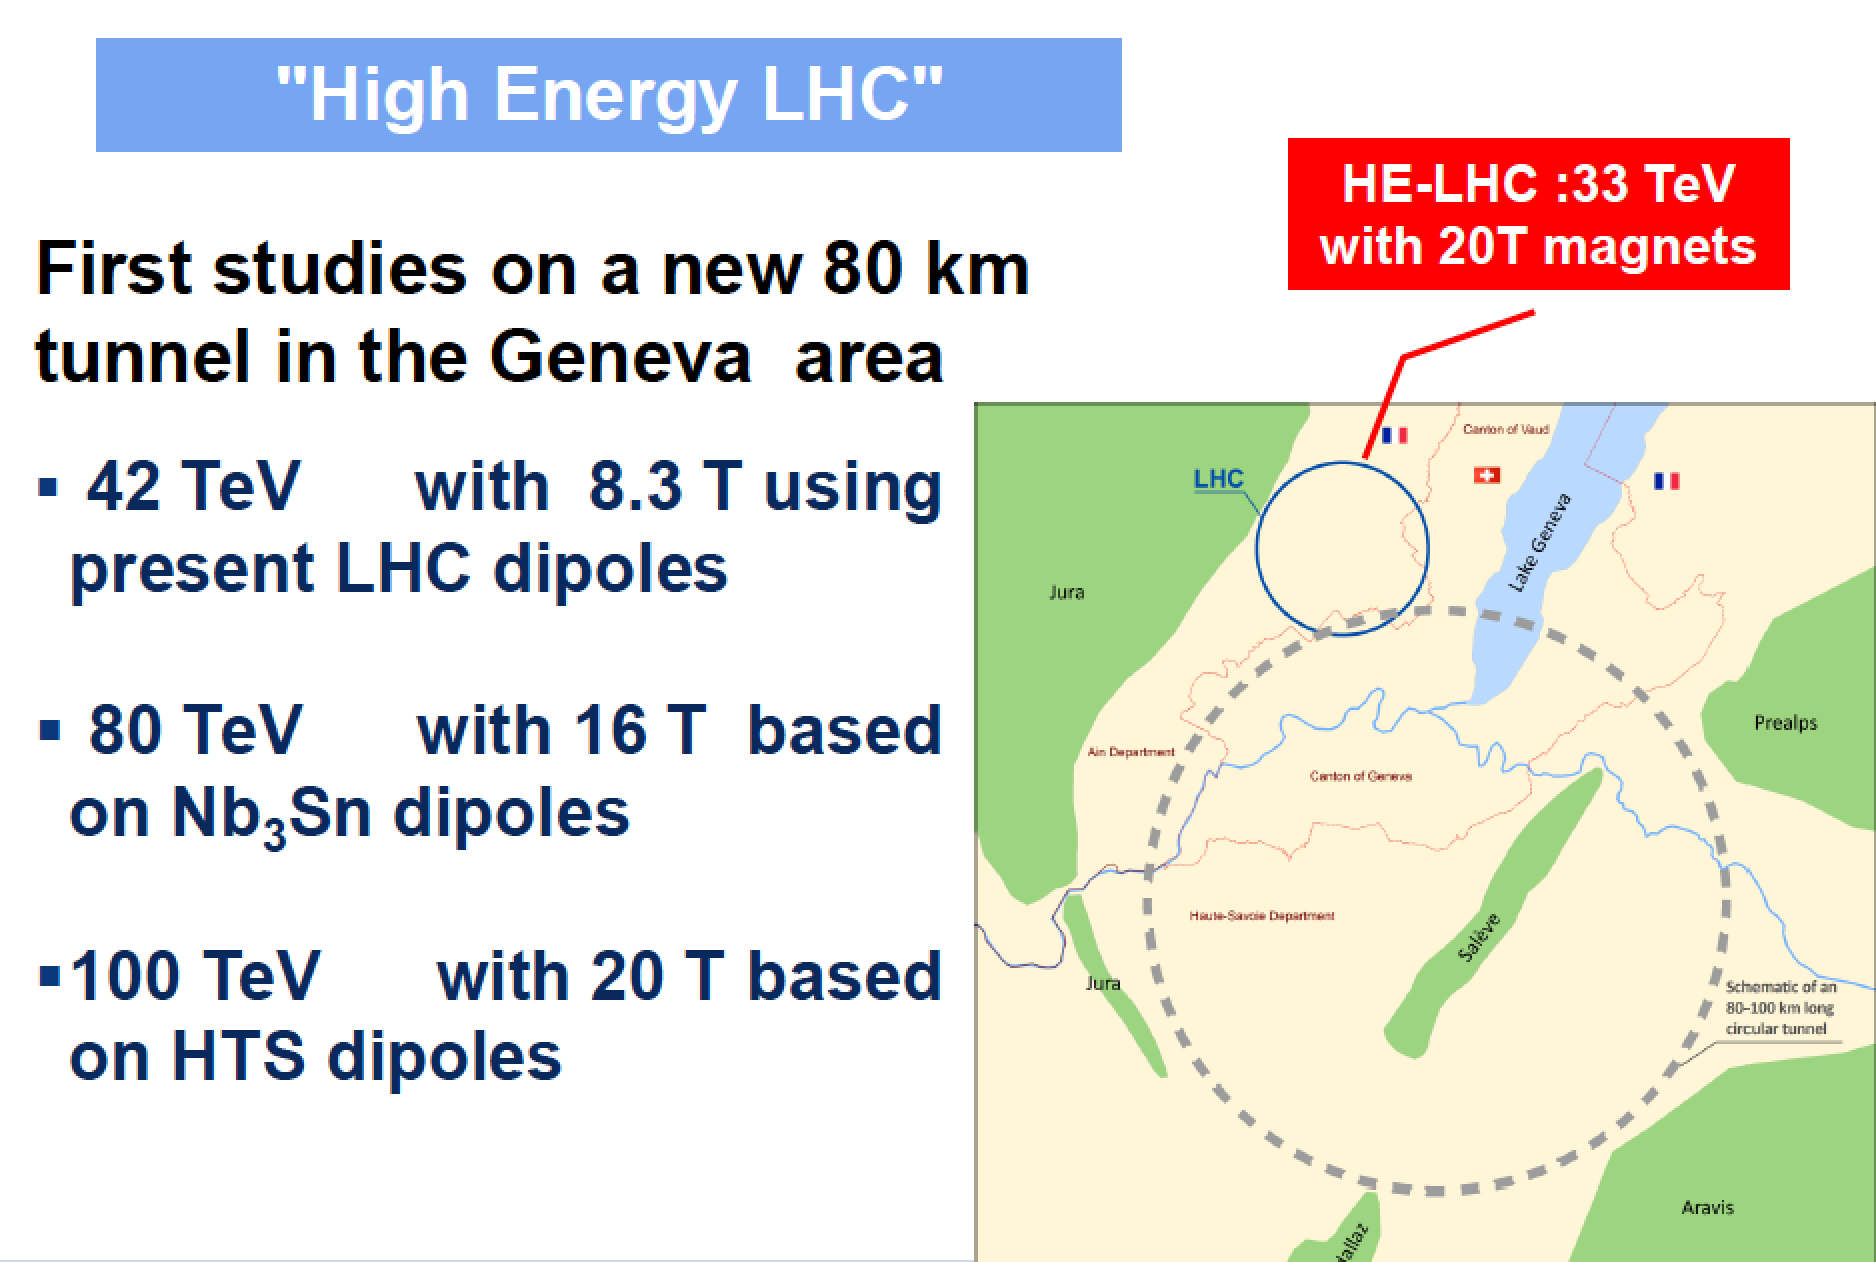 "High Energy LHC"
HE-LHC :33 TeV
with 20T magnets
First studies on a new 80 km
tunnel in the Geneva area
▪ 42 TeV with 8.3 T using
present LHC dipoles
▪ 80 TeV with 16 T based
on Nb₃Sn dipoles
▪100 TeV with 20 T based
on HTS dipoles
Canton of Vaud
LHC
Lake Geneva
Jura
Prealps
Ain Department
Canton of Geneva
Haute-Savoie Department
Salève
Jura
Schematic of an
80-100 km long
circular tunnel
Aravis